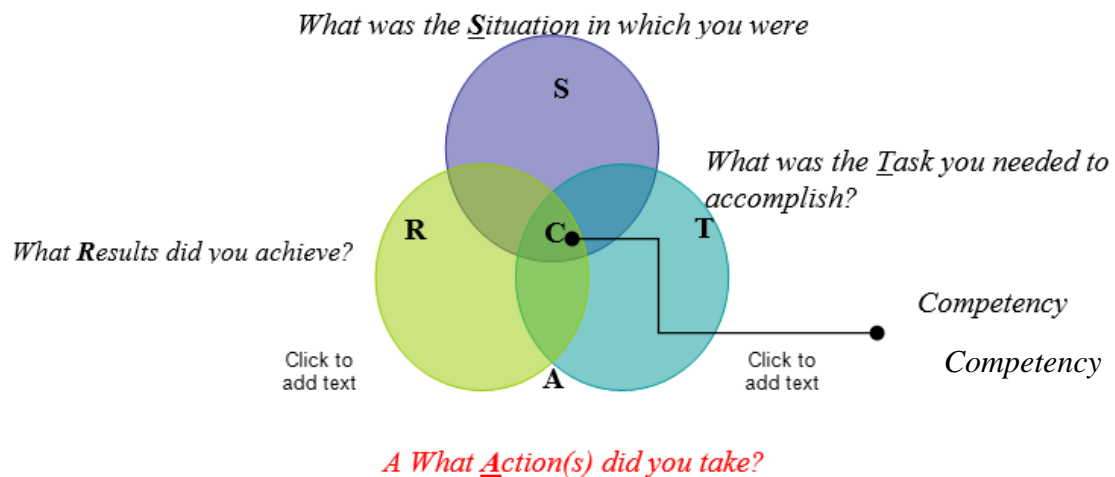 What was the Situation in which you were
S
What was the Task you needed to
accomplish?
R
C
T
What Results did you achieve?
Competency
Click to
add text
A
Click to
add text
Competency
A What Action(s) did you take?